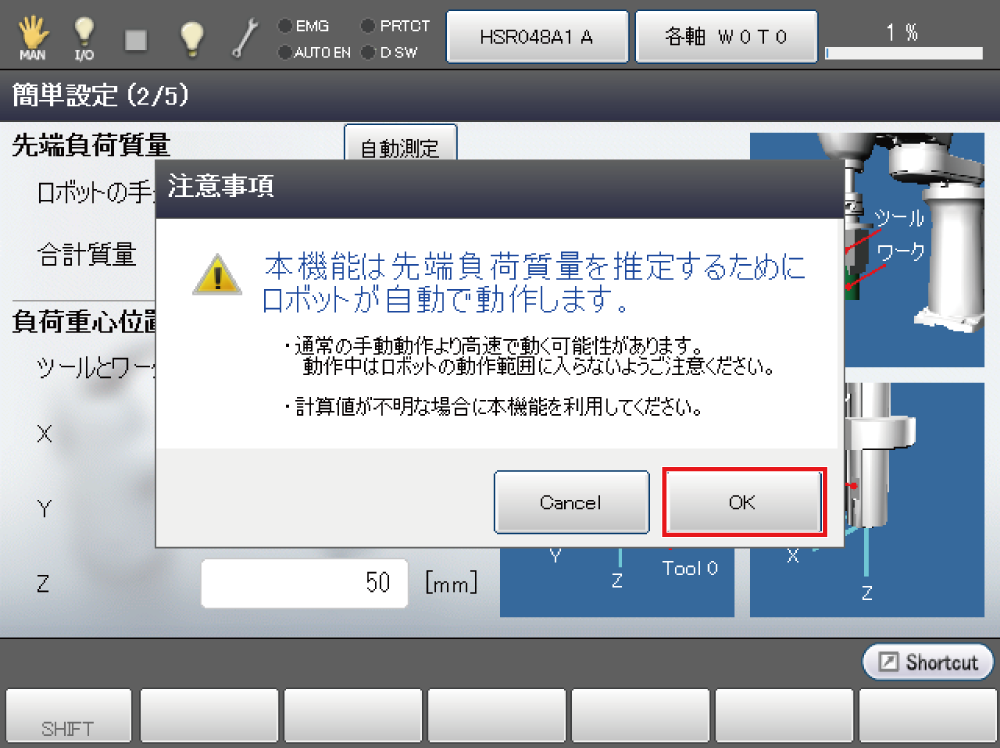 MAN
I/O
EMG
PRTCT
AUTO EN
D SW
HSR048A1 A
各軸 W 0 T 0
1 %
簡単設定 (2/5)
先端負荷質量
自動測定
ロボットの手
注意事項
ツール
ワーク
合計質量
本機能は先端負荷質量を推定するために
ロボットが自動で動作します。
負荷重心位置
・通常の手動動作より高速で動く可能性があります。
動作中はロボットの動作範囲に入らないようご注意ください。
ツールとワー
・計算値が不明な場合に本機能を利用してください。
X
Cancel
OK
Y
Y
Z
Tool 0
X
Z
Z
50
[mm]
Shortcut
SHIFT